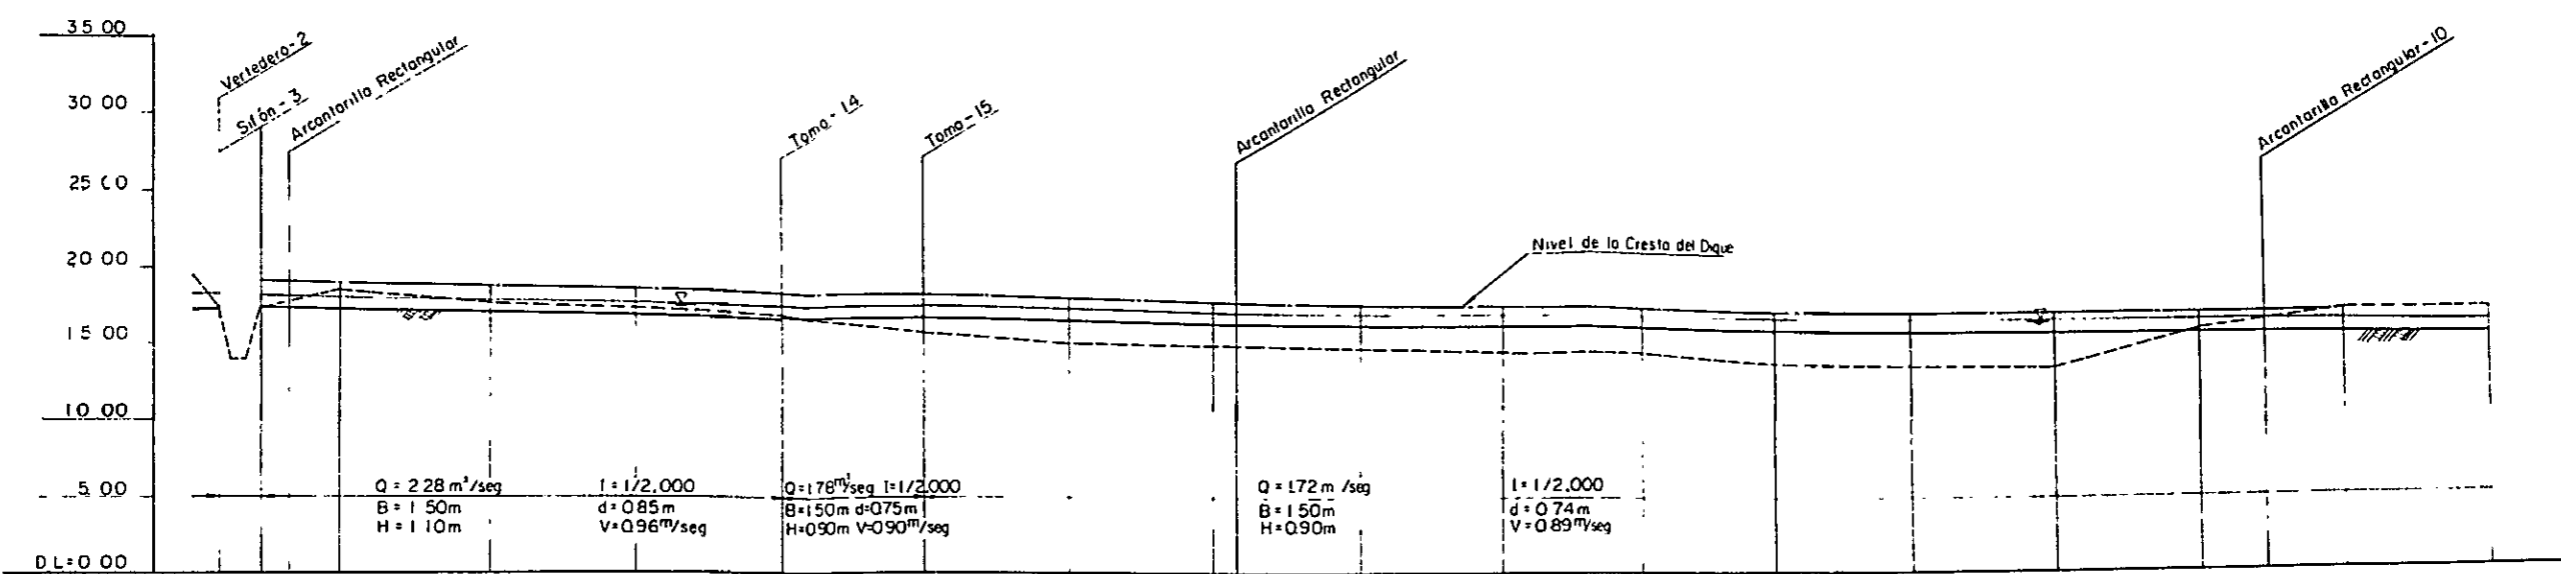 35 00
Vertedero-2
Sifón-3
Arcantarilla Rectangular
Toma-14
Toma-15
Arcantarilla Rectangular
Arcantarilla Rectangular-10
30 00
25 00
20 00
Nivel de la Cresta del Dique
15 00
10 00
5 00
Q = 2 28 m³/seg I = 1/2,000
B = 1 50m d = 0 85 m
H = 1 10m V = 0 96 m/seg
Q = 1 78 m³/seg I = 1/2000
B = 1 50m d = 0 75m
H = 0 90m V = 0 90 m/seg
Q = 1 72 m /seg I = 1/2,000
B = 1 50m d = 0 74m
H = 0 90m V = 0 89 m/seg
D L = 0 00